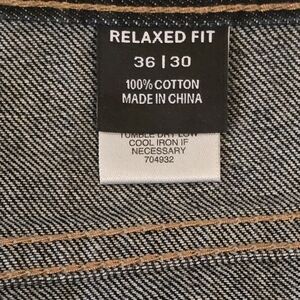 RELAXED FIT
36 | 30
100% COTTON
MADE IN CHINA
TUMBLE DRY LOW
COOL IRON IF
NECESSARY
704932